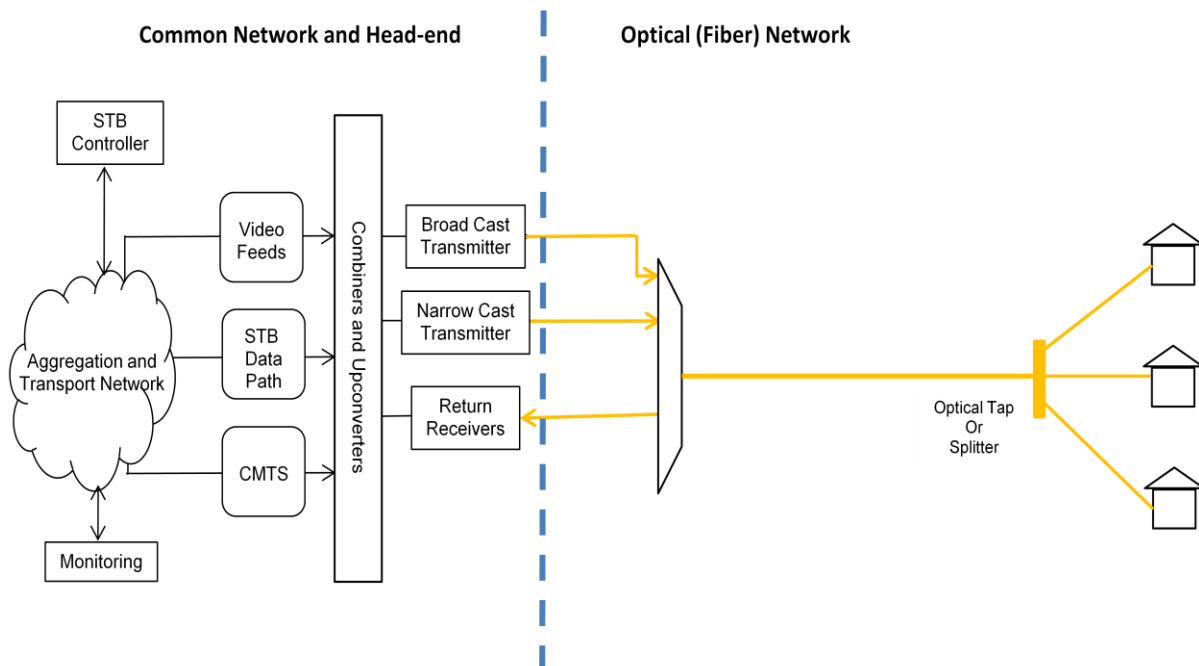 Common Network and Head-end
Optical (Fiber) Network
STB
Controller
Video
Feeds
Broad Cast
Transmitter
Combiners and Upconverters
Narrow Cast
Transmitter
Aggregation and
Transport Network
STB
Data
Path
Return
Receivers
Optical Tap
Or
Splitter
CMTS
Monitoring